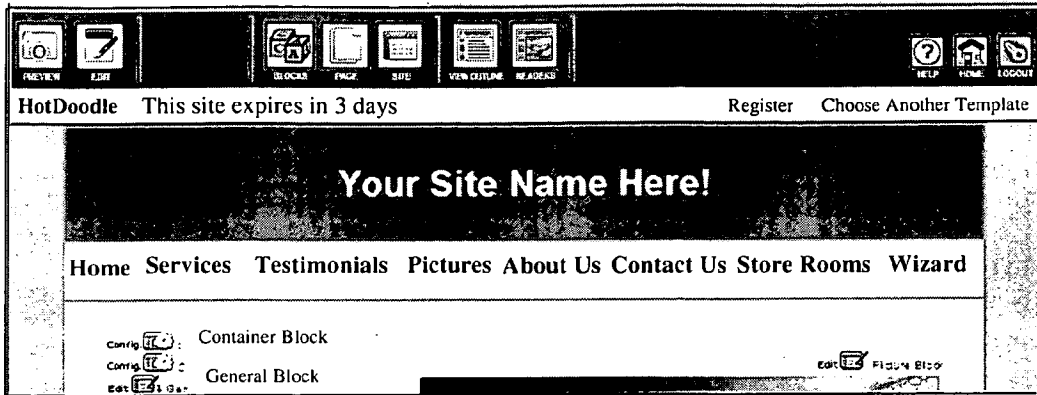 PREVIEW EDIT BLOCKS PAGE SITE VIEW OUTLINE READERS HELP HOME LOGOUT
HotDoodle This site expires in 3 days Register Choose Another Template
Your Site Name Here!
Home Services Testimonials Pictures About Us Contact Us Store Rooms Wizard
Config. Container Block
Config.
Edit Figure Block
Edit General Block